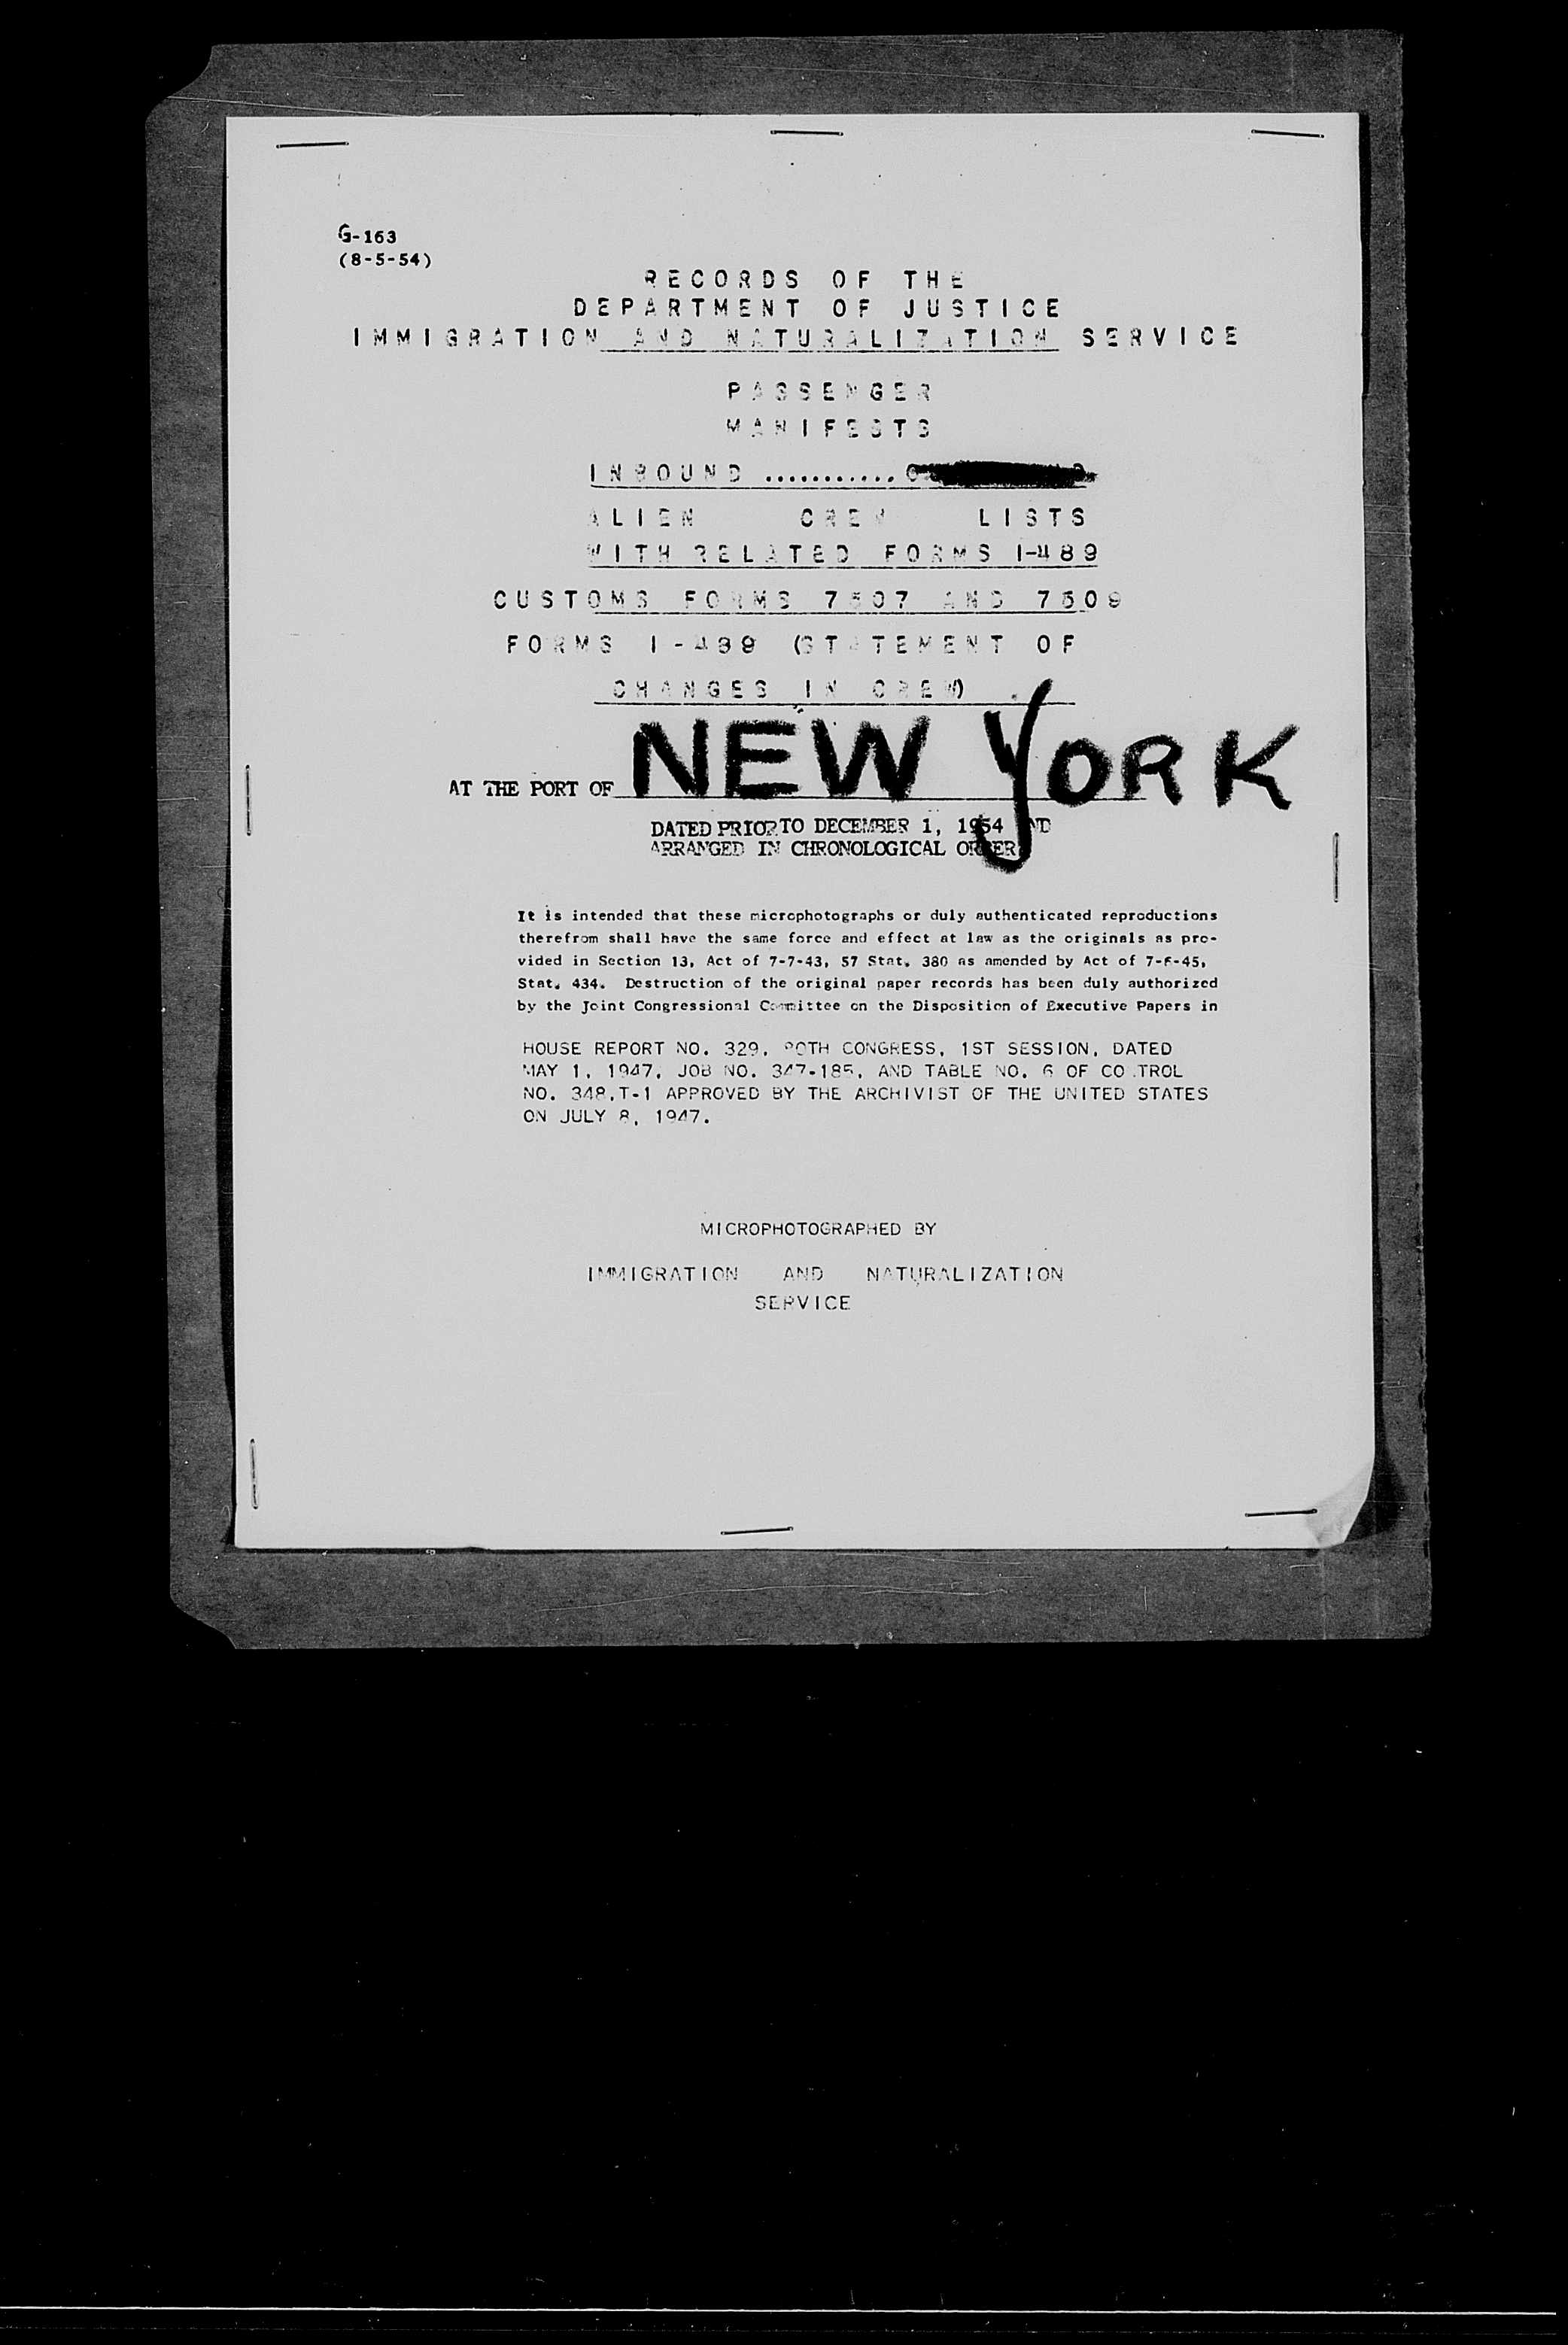 G-163
(8-5-54)
RECORDS OF THE
DEPARTMENT OF JUSTICE
IMMIGRATION AND NATURALIZATION SERVICE
PASSENGER
MANIFESTS
INBOUND ...........
ALIEN CREW LISTS
WITH RELATED FORMS I-489
CUSTOMS FORMS 7507 AND 7509
FORMS I-489 (STATEMENT OF
CHANGES IN CREW)
AT THE PORT OF NEW YORK
DATED PRIOR TO DECEMBER 1, 1954 AND
ARRANGED IN CHRONOLOGICAL ORDER
It is intended that these microphotographs or duly authenticated reproductions
therefrom shall have the same force and effect at law as the originals as pro-
vided in Section 13, Act of 7-7-43, 57 Stat. 380 as amended by Act of 7-6-45,
Stat. 434. Destruction of the original paper records has been duly authorized
by the Joint Congressional Committee on the Disposition of Executive Papers in
HOUSE REPORT NO. 329, 80TH CONGRESS, 1ST SESSION, DATED
MAY 1, 1947, JOB NO. 347-185, AND TABLE NO. 6 OF CONTROL
NO. 348,T-1 APPROVED BY THE ARCHIVIST OF THE UNITED STATES
ON JULY 8, 1947.
MICROPHOTOGRAPHED BY
IMMIGRATION AND NATURALIZATION
SERVICE